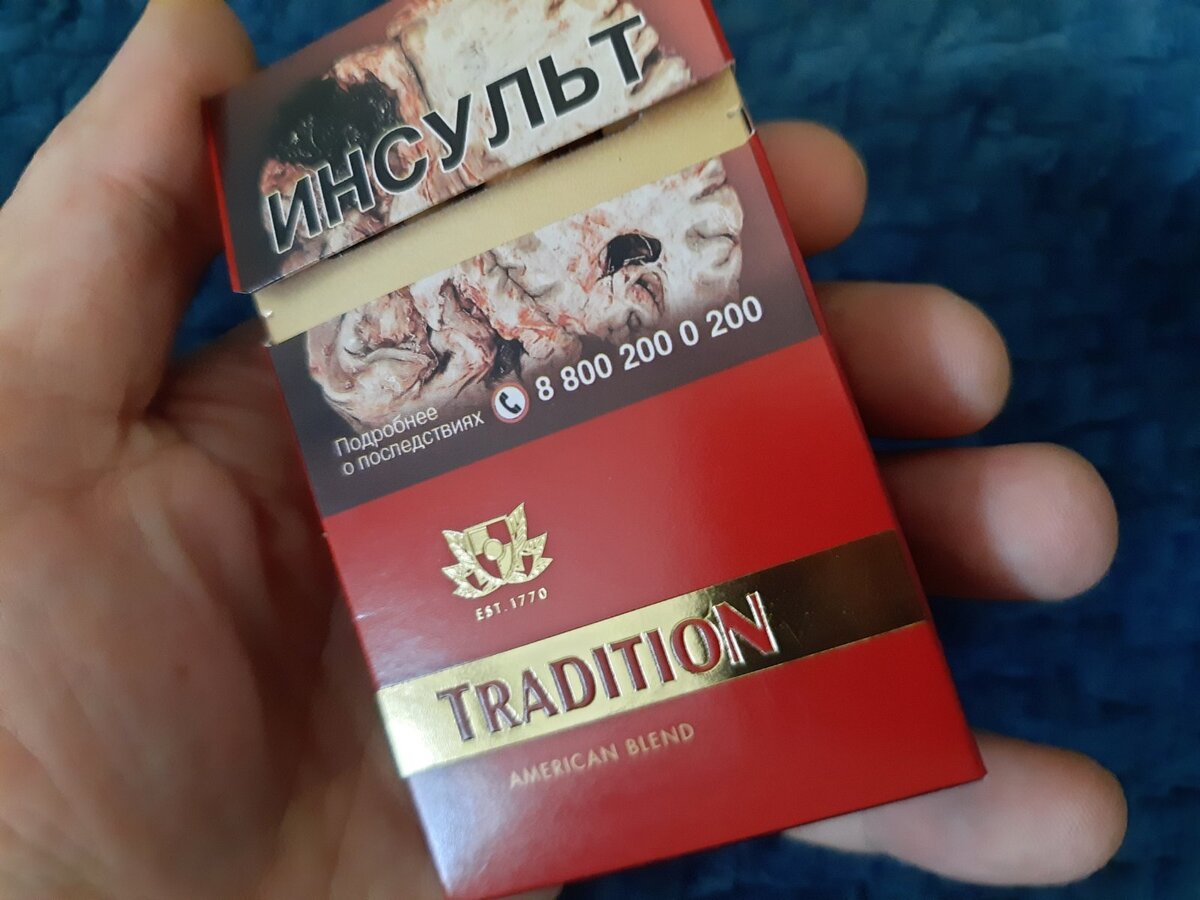 ИНСУЛЬТ
Подробнее
о последствиях
8 800 200 0 200
EST. 1770
TRADITION
AMERICAN BLEND